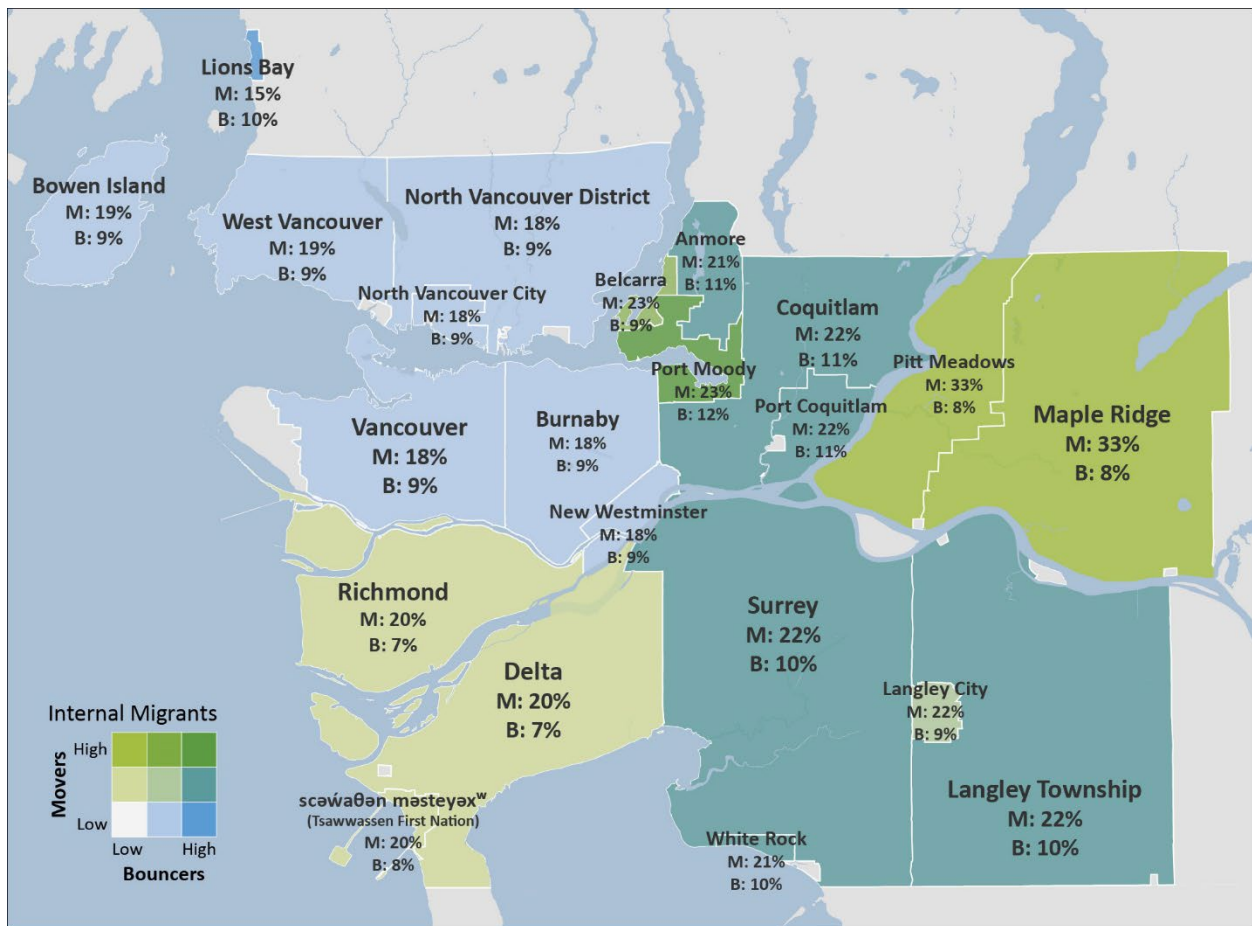 Lions Bay
M: 15%
B: 10%
Bowen Island
M: 19%
B: 9%
West Vancouver
M: 19%
B: 9%
North Vancouver District
M: 18%
B: 9%
North Vancouver City
M: 18%
B: 9%
Anmore
M: 21%
B: 11%
Belcarra
M: 23%
B: 9%
Port Moody
M: 23%
B: 12%
Coquitlam
M: 22%
B: 11%
Port Coquitlam
M: 22%
B: 11%
Pitt Meadows
M: 33%
B: 8%
Maple Ridge
M: 33%
B: 8%
Vancouver
M: 18%
B: 9%
Burnaby
M: 18%
B: 9%
New Westminster
M: 18%
B: 9%
Richmond
M: 20%
B: 7%
Delta
M: 20%
B: 7%
Surrey
M: 22%
B: 10%
Langley City
M: 22%
B: 9%
Langley Township
M: 22%
B: 10%
White Rock
M: 21%
B: 10%
scəẃaθən məsteyəxʷ
(Tsawwassen First Nation)
M: 20%
B: 8%
Internal Migrants
High
Movers
Low
Low
High
Bouncers